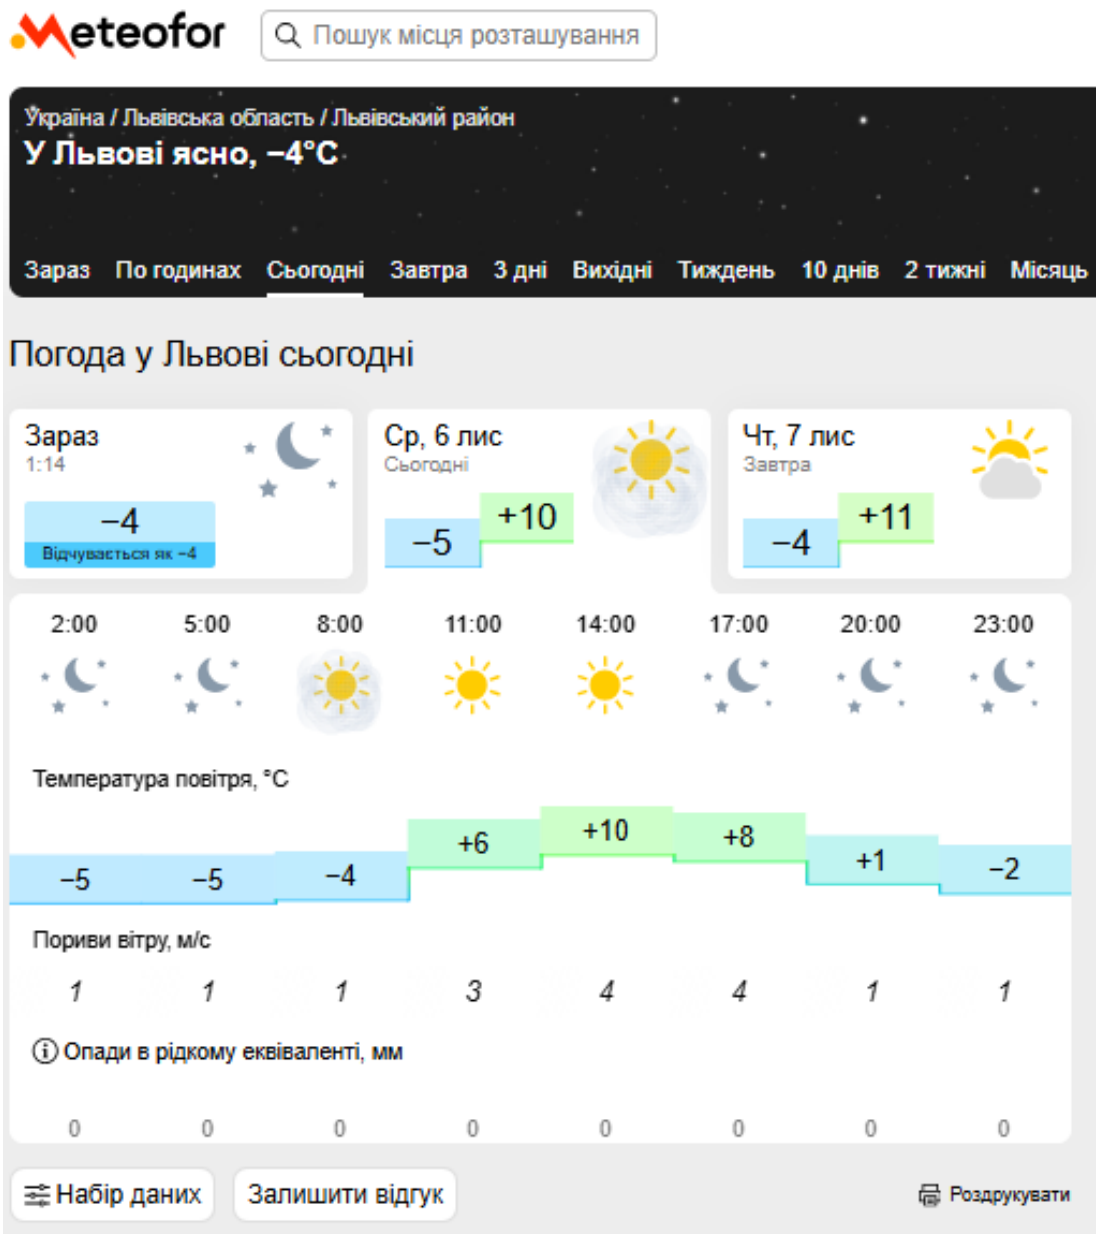 Meteofor
Пошук місця розташування
Україна / Львівська область / Львівський район
У Львові ясно, −4°C
Зараз По годинах Сьогодні Завтра 3 дні Вихідні Тиждень 10 днів 2 тижні Місяць
Погода у Львові сьогодні
Зараз
1:14
−4
Відчувається як −4
Ср, 6 лис
Сьогодні
−5 +10
Чт, 7 лис
Завтра
−4 +11
2:00 5:00 8:00 11:00 14:00 17:00 20:00 23:00
Температура повітря, °C
−5 −5 −4 +6 +10 +8 +1 −2
Пориви вітру, м/с
1 1 1 3 4 4 1 1
Опади в рідкому еквіваленті, мм
0 0 0 0 0 0 0 0
Набір даних Залишити відгук Роздрукувати